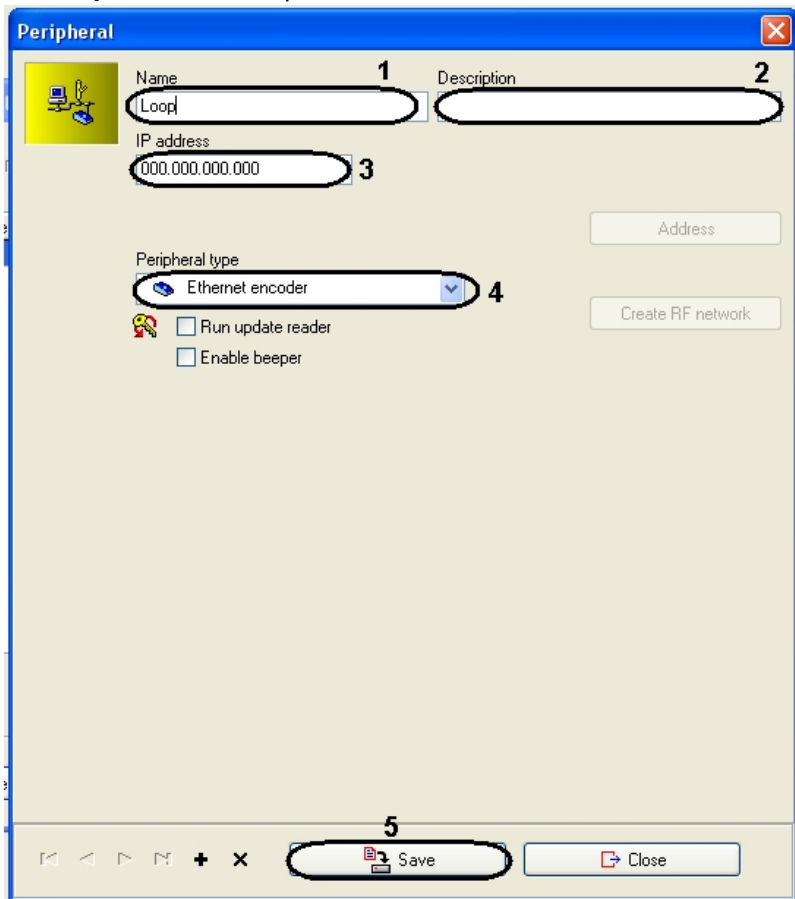 Peripheral
1 2
Name Description
Loop
IP address
000.000.000.000 3
Address
Peripheral type
Ethernet encoder 4
Create RF network
Run update reader
Enable beeper
5
Save Close